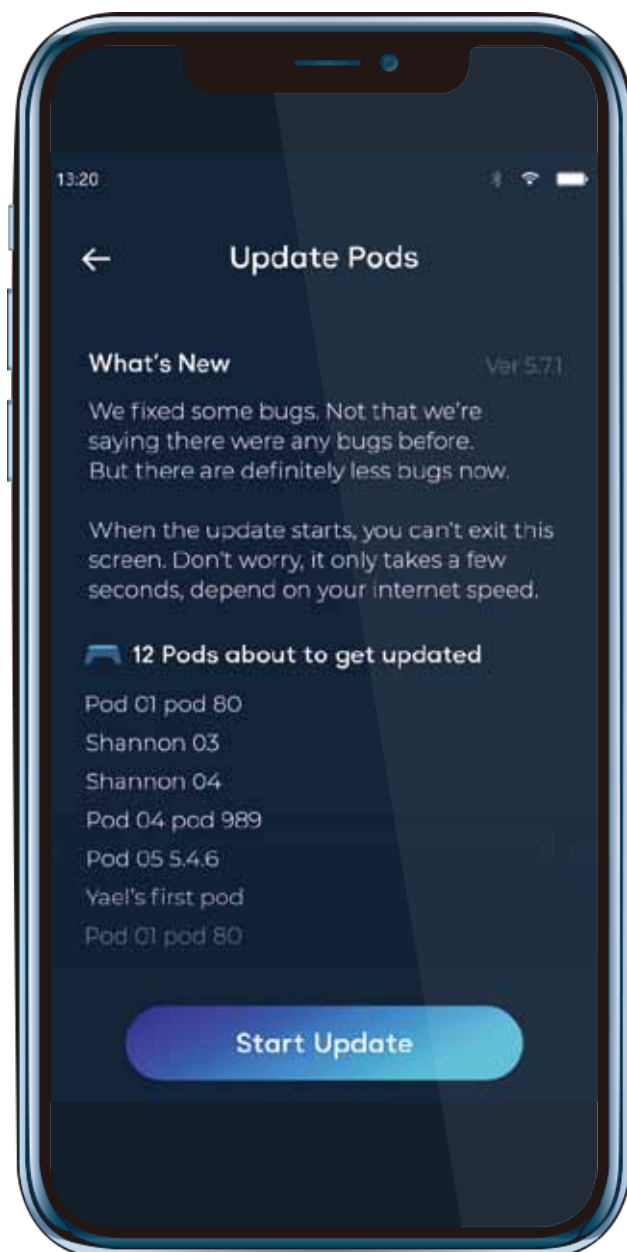 13:20
Update Pods
What's New
Ver 5.7.1
We fixed some bugs. Not that we're
saying there were any bugs before.
But there are definitely less bugs now.
When the update starts, you can't exit this
screen. Don't worry, it only takes a few
seconds, depend on your internet speed.
12 Pods about to get updated
Pod 01 pod 80
Shannon 03
Shannon 04
Pod 04 pod 989
Pod 05 5.4.6
Yael's first pod
Pod 01 pod 80
Start Update